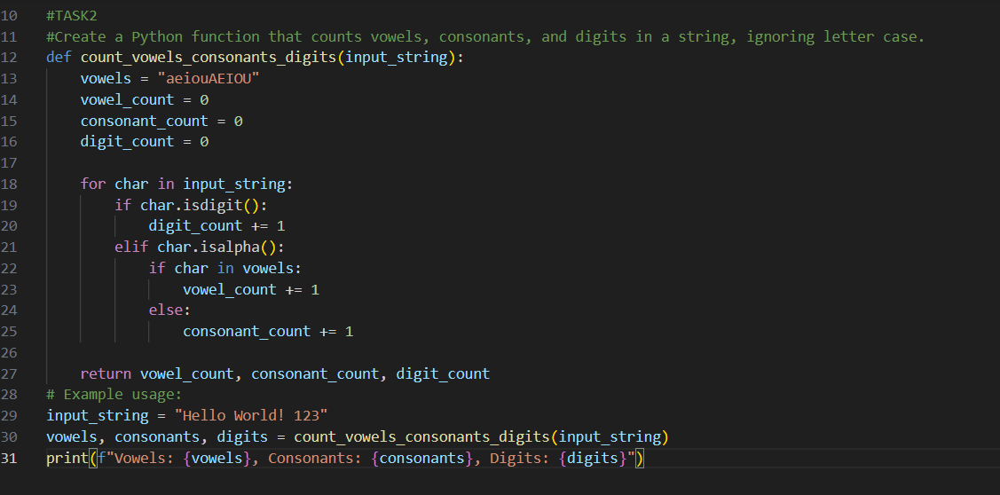 10 #TASK2
11 #Create a Python function that counts vowels, consonants, and digits in a string, ignoring letter case.
12 def count_vowels_consonants_digits(input_string):
13     vowels = "aeiouAEIOU"
14     vowel_count = 0
15     consonant_count = 0
16     digit_count = 0
17
18     for char in input_string:
19         if char.isdigit():
20             digit_count += 1
21         elif char.isalpha():
22             if char in vowels:
23                 vowel_count += 1
24             else:
25                 consonant_count += 1
26
27     return vowel_count, consonant_count, digit_count
28 # Example usage:
29 input_string = "Hello World! 123"
30 vowels, consonants, digits = count_vowels_consonants_digits(input_string)
31 print(f"Vowels: {vowels}, Consonants: {consonants}, Digits: {digits}")